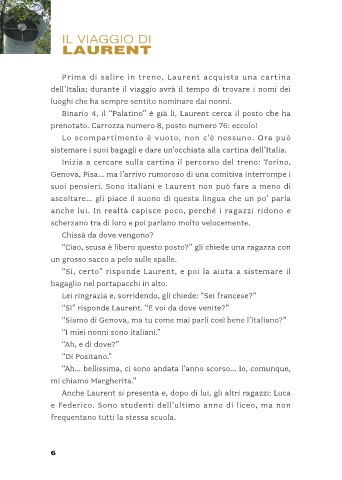 IL VIAGGIO DI
LAURENT
Prima di salire in treno, Laurent acquista una cartina
dell'Italia; durante il viaggio avrà il tempo di trovare i nomi dei
luoghi che ha sempre sentito nominare dai nonni.
Binario 4, il “Palatino” è già lì, Laurent cerca il posto che ha
prenotato. Carrozza numero 8, posto numero 76: eccolo!
Lo scompartimento è vuoto, non c'è nessuno. Ora può
sistemare i suoi bagagli e dare un'occhiata alla cartina dell'Italia.
Inizia a cercare sulla cartina il percorso del treno: Torino,
Genova, Pisa... ma l'arrivo rumoroso di una comitiva interrompe i
suoi pensieri. Sono italiani e Laurent non può fare a meno di
ascoltare... gli piace il suono di questa lingua che un po' parla
anche lui. In realtà capisce poco, perché i ragazzi ridono e
scherzano tra di loro e poi parlano molto velocemente.
Chissà da dove vengono?
“Ciao, scusa è libero questo posto?” gli chiede una ragazza con
un grosso sacco a pelo sulle spalle.
“Sì, certo” risponde Laurent, e poi la aiuta a sistemare il
bagaglio nel portapacchi in alto.
Lei ringrazia e, sorridendo, gli chiede: “Sei francese?”
“Sì” risponde Laurent. “E voi da dove venite?”
“Siamo di Genova, ma tu come mai parli così bene l'italiano?”
“I miei nonni sono italiani.”
“Ah, e di dove?”
“Di Positano.”
“Ah... bellissima, ci sono andata l'anno scorso... Io, comunque,
mi chiamo Margherita.”
Anche Laurent si presenta e, dopo di lui, gli altri ragazzi: Luca
e Federico. Sono studenti dell'ultimo anno di liceo, ma non
frequentano tutti la stessa scuola.
6